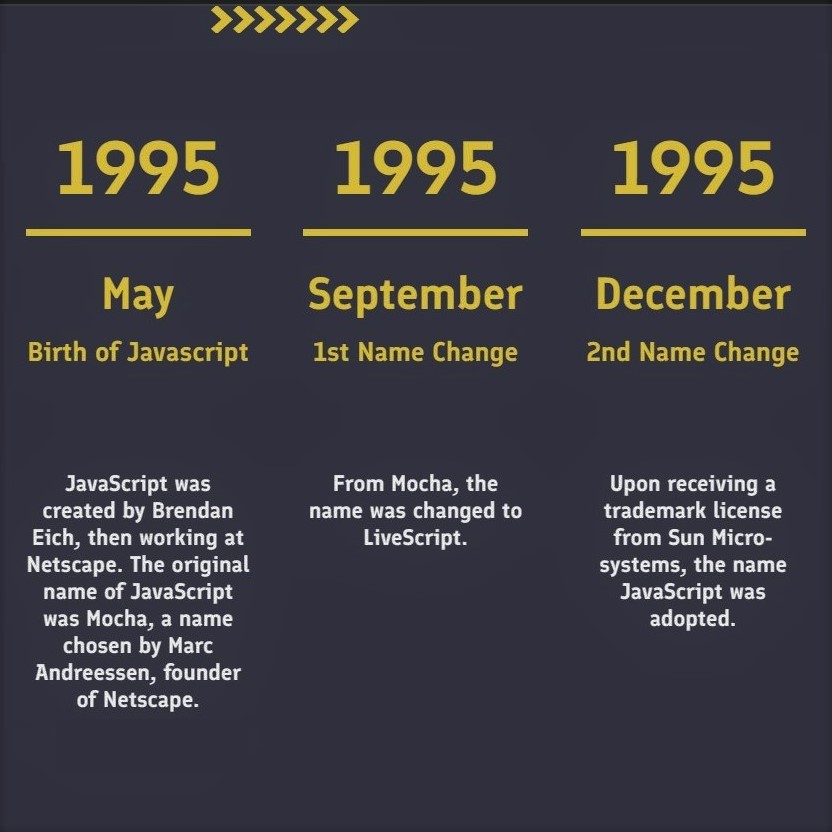 1995
May
Birth of Javascript
JavaScript was
created by Brendan
Eich, then working at
Netscape. The original
name of JavaScript
was Mocha, a name
chosen by Marc
Andreessen, founder
of Netscape.
1995
September
1st Name Change
From Mocha, the
name was changed to
LiveScript.
1995
December
2nd Name Change
Upon receiving a
trademark license
from Sun Micro-
systems, the name
JavaScript was
adopted.